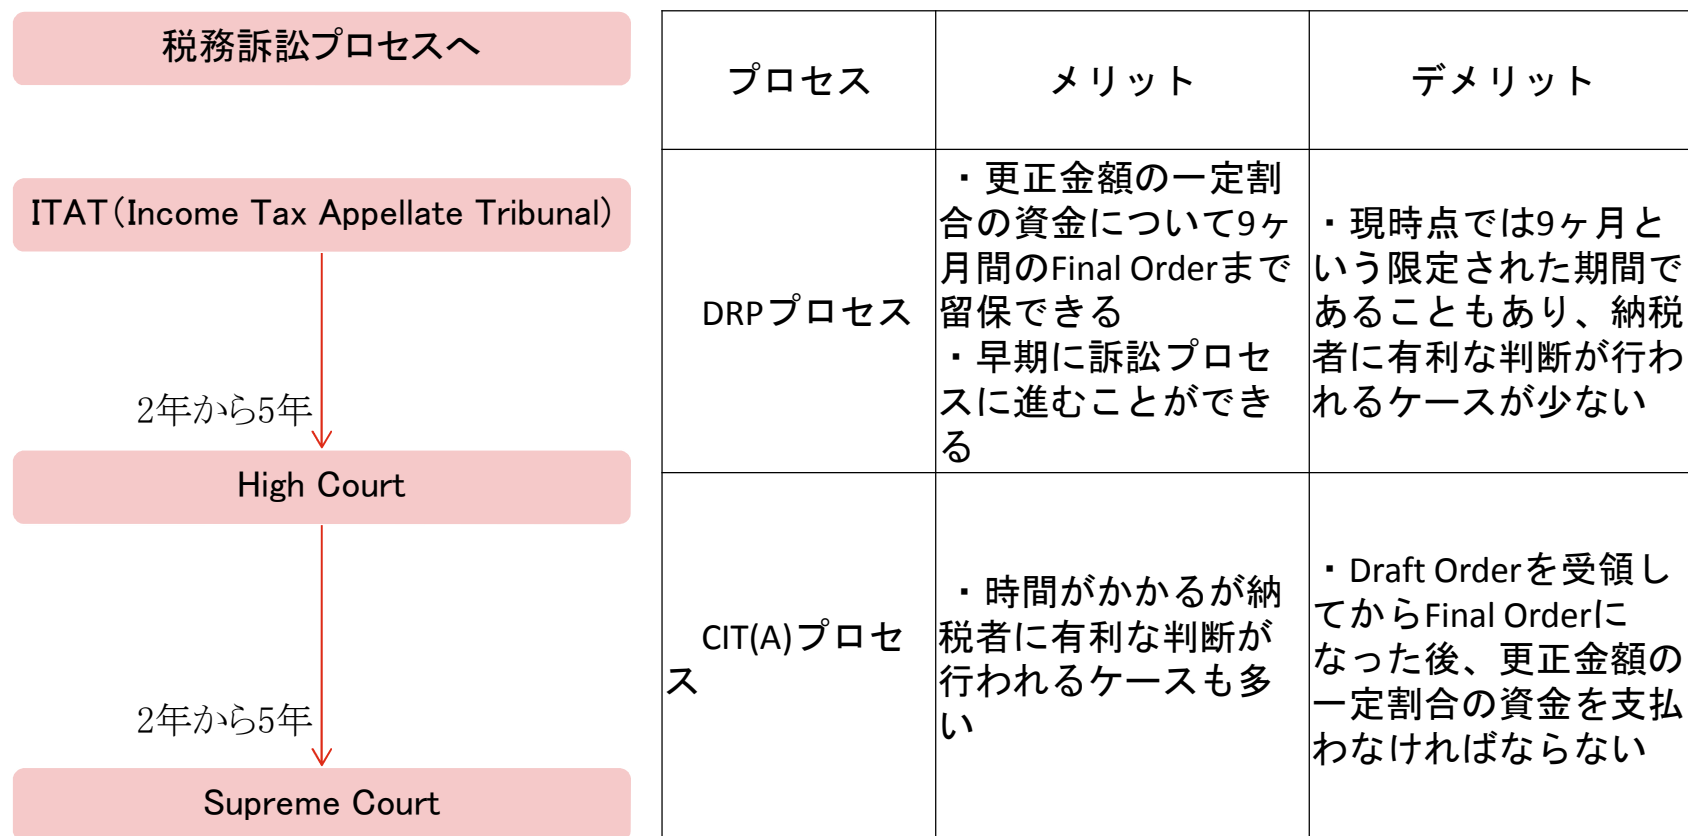 税務訴訟プロセスへ
ITAT(Income Tax Appellate Tribunal)
2年から5年
High Court
2年から5年
Supreme Court
プロセス
メリット
デメリット
DRPプロセス
・更正金額の一定割
合の資金について9ヶ
月間のFinal Orderまで
留保できる
・早期に訴訟プロセ
スに進むことができ
る
・現時点では9ヶ月と
いう限定された期間で
あることもあり、納税
者に有利な判断が行わ
れるケースが少ない
CIT(A)プロセ
ス
・時間がかかるが納
税者に有利な判断が
行われるケースも多
い
・Draft Orderを受領し
てからFinal Orderに
なった後、更正金額の
一定割合の資金を支払
わなければならない